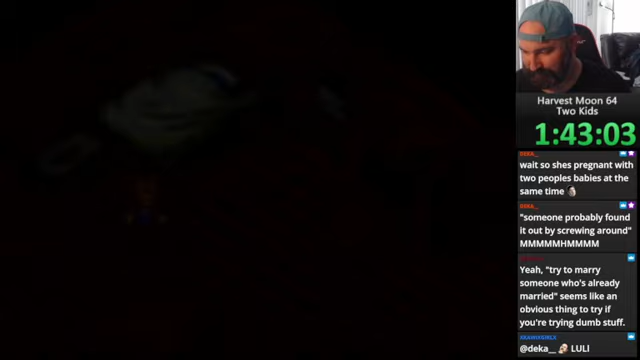 Harvest Moon 64
Two Kids
1:43:03
wait so shes pregnant with
two peoples babies at the
same time
"someone probably found
it out by screwing around"
MMMMMHMMMM
Yeah, "try to marry
someone who's already
married" seems like an
obvious thing to try if
you're trying dumb stuff.
@deka__ LULI